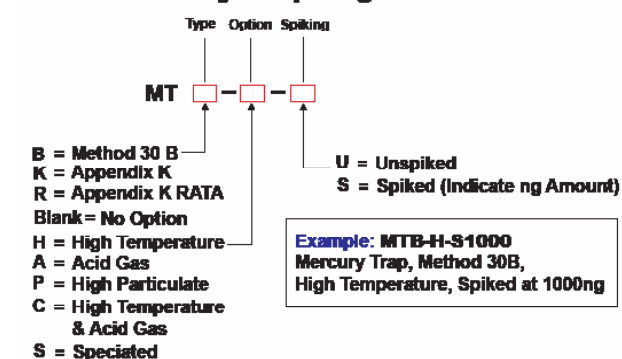 Type Option Spiking
MT - -
B = Method 30 B
K = Appendix K
R = Appendix K RATA
Blank = No Option
H = High Temperature
A = Acid Gas
P = High Particulate
C = High Temperature
& Acid Gas
S = Speciated
U = Unspiked
S = Spiked (Indicate ng Amount)
Example: MTB-H-S1000
Mercury Trap, Method 30B,
High Temperature, Spiked at 1000ng